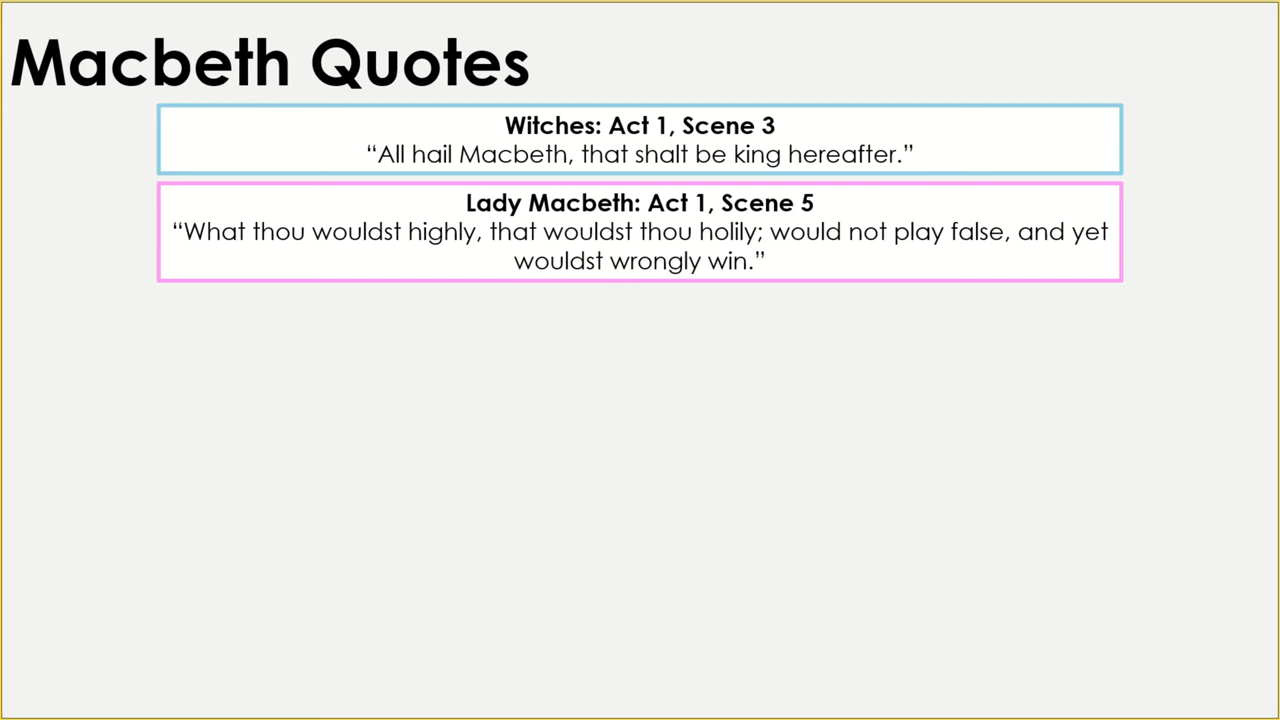 Macbeth Quotes
Witches: Act 1, Scene 3
“All hail Macbeth, that shalt be king hereafter.”
Lady Macbeth: Act 1, Scene 5
“What thou wouldst highly, that wouldst thou holily; would not play false, and yet
wouldst wrongly win.”